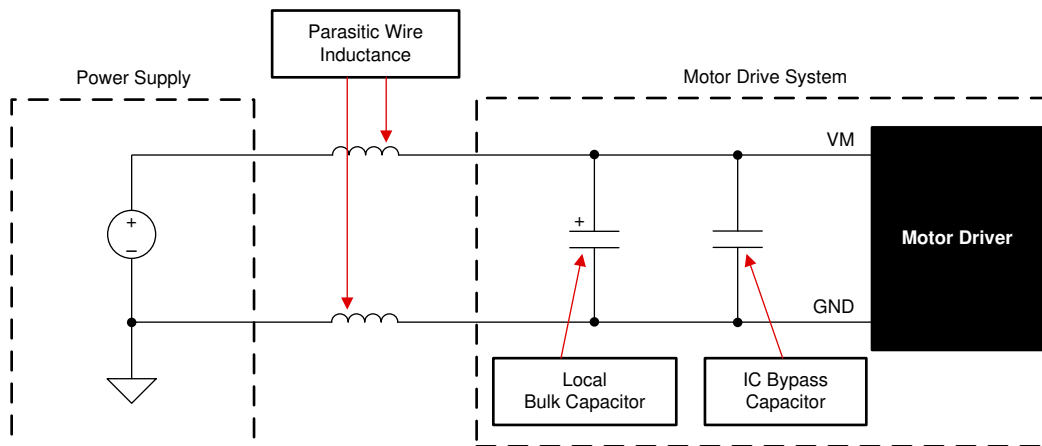 Parasitic Wire
Inductance
Power Supply
Motor Drive System
VM
+
–
+
Motor Driver
GND
Local
Bulk Capacitor
IC Bypass
Capacitor